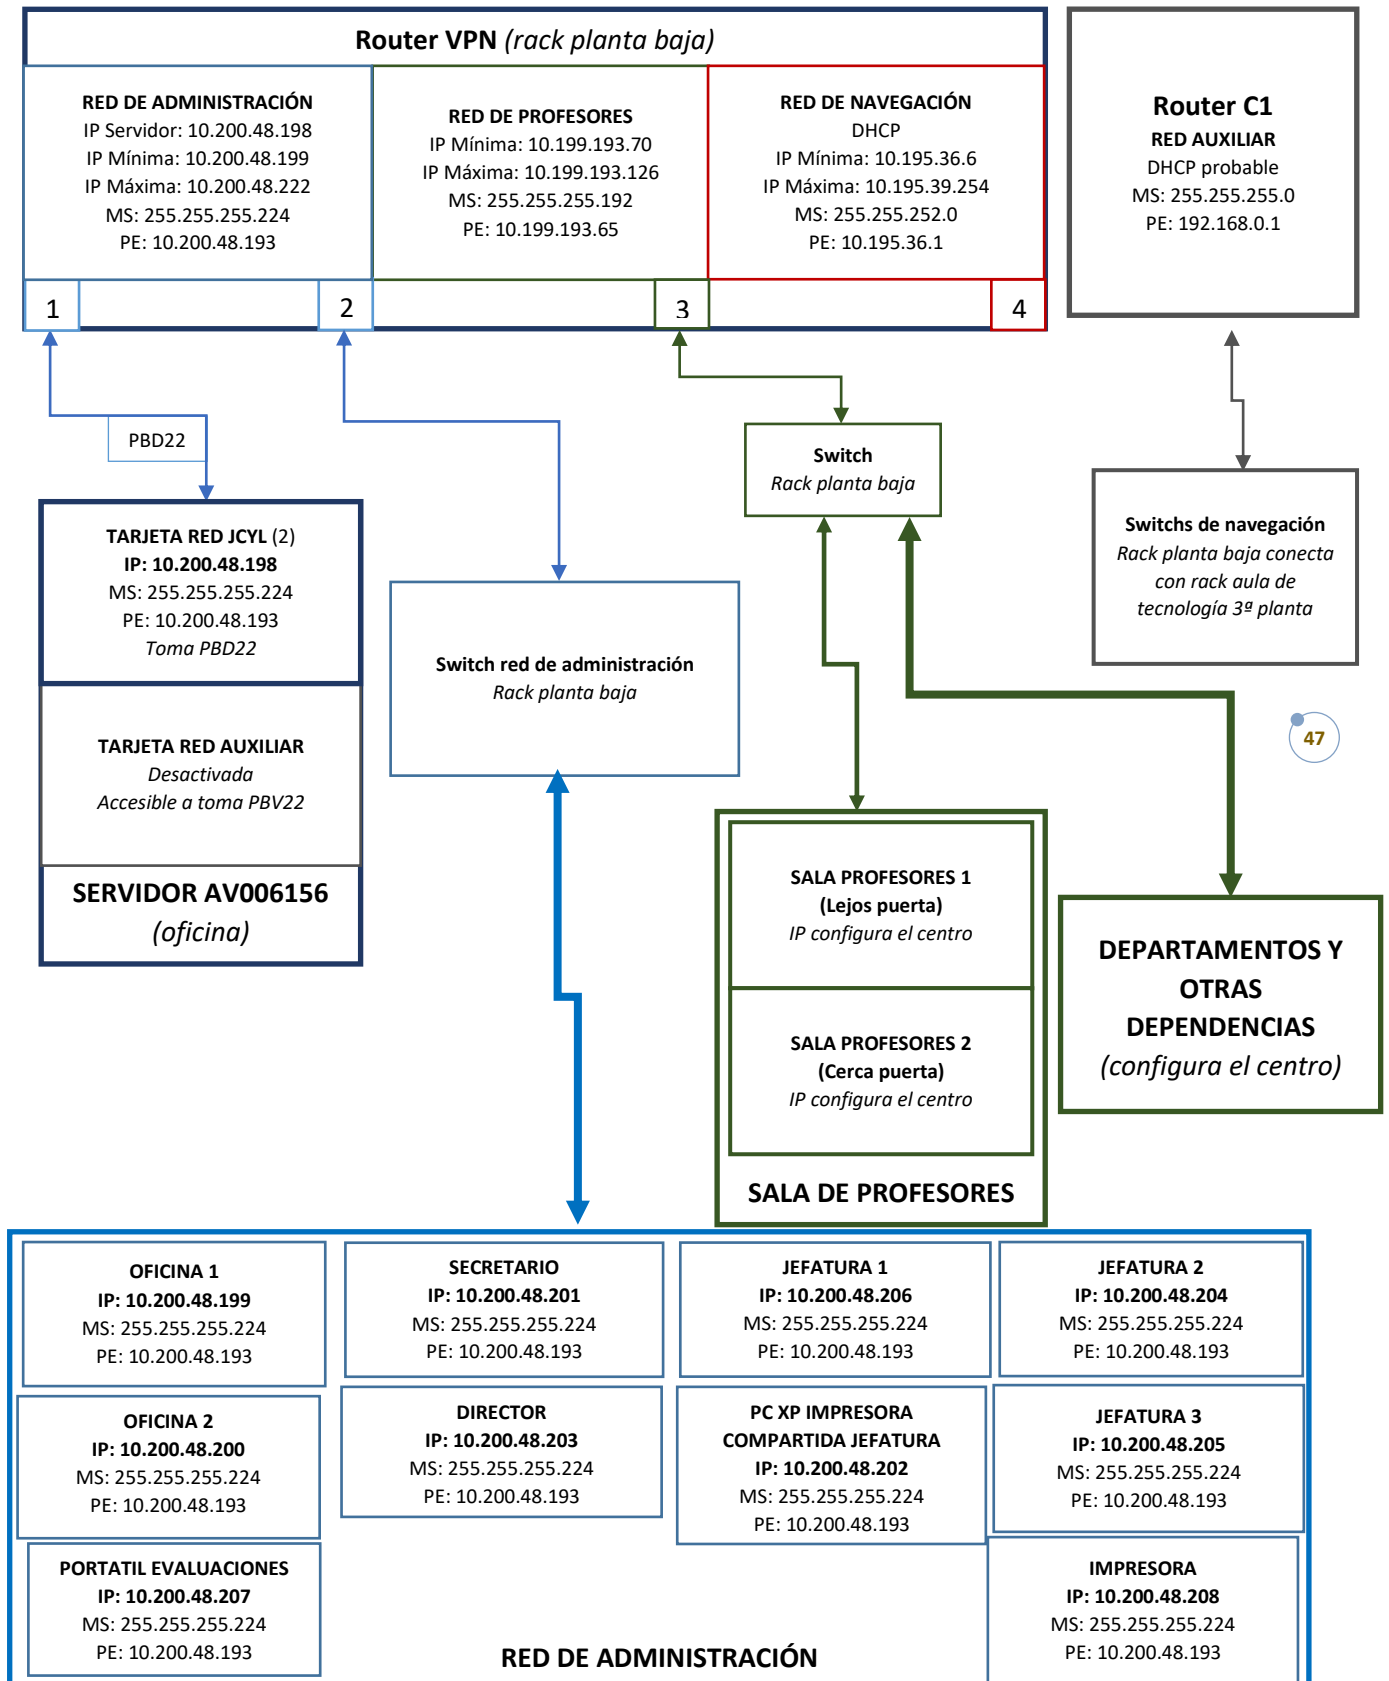 Router VPN (rack planta baja)
RED DE ADMINISTRACIÓN
IP Servidor: 10.200.48.198
IP Mínima: 10.200.48.199
IP Máxima: 10.200.48.222
MS: 255.255.255.224
PE: 10.200.48.193
RED DE PROFESORES
IP Mínima: 10.199.193.70
IP Máxima: 10.199.193.126
MS: 255.255.255.192
PE: 10.199.193.65
RED DE NAVEGACIÓN
DHCP
IP Mínima: 10.195.36.6
IP Máxima: 10.195.39.254
MS: 255.255.252.0
PE: 10.195.36.1
1
2
3
4
Router C1
RED AUXILIAR
DHCP probable
MS: 255.255.255.0
PE: 192.168.0.1
PBD22
TARJETA RED JCYL (2)
IP: 10.200.48.198
MS: 255.255.255.224
PE: 10.200.48.193
Toma PBD22
TARJETA RED AUXILIAR
Desactivada
Accesible a toma PBV22
SERVIDOR AV006156
(oficina)
Switch red de administración
Rack planta baja
Switch
Rack planta baja
Switchs de navegación
Rack planta baja conecta
con rack aula de
tecnología 3ª planta
47
SALA PROFESORES 1
(Lejos puerta)
IP configura el centro
SALA PROFESORES 2
(Cerca puerta)
IP configura el centro
SALA DE PROFESORES
DEPARTAMENTOS Y
OTRAS
DEPENDENCIAS
(configura el centro)
OFICINA 1
IP: 10.200.48.199
MS: 255.255.255.224
PE: 10.200.48.193
SECRETARIO
IP: 10.200.48.201
MS: 255.255.255.224
PE: 10.200.48.193
JEFATURA 1
IP: 10.200.48.206
MS: 255.255.255.224
PE: 10.200.48.193
JEFATURA 2
IP: 10.200.48.204
MS: 255.255.255.224
PE: 10.200.48.193
OFICINA 2
IP: 10.200.48.200
MS: 255.255.255.224
PE: 10.200.48.193
DIRECTOR
IP: 10.200.48.203
MS: 255.255.255.224
PE: 10.200.48.193
PC XP IMPRESORA
COMPARTIDA JEFATURA
IP: 10.200.48.202
MS: 255.255.255.224
PE: 10.200.48.193
JEFATURA 3
IP: 10.200.48.205
MS: 255.255.255.224
PE: 10.200.48.193
PORTATIL EVALUACIONES
IP: 10.200.48.207
MS: 255.255.255.224
PE: 10.200.48.193
IMPRESORA
IP: 10.200.48.208
MS: 255.255.255.224
PE: 10.200.48.193
RED DE ADMINISTRACIÓN